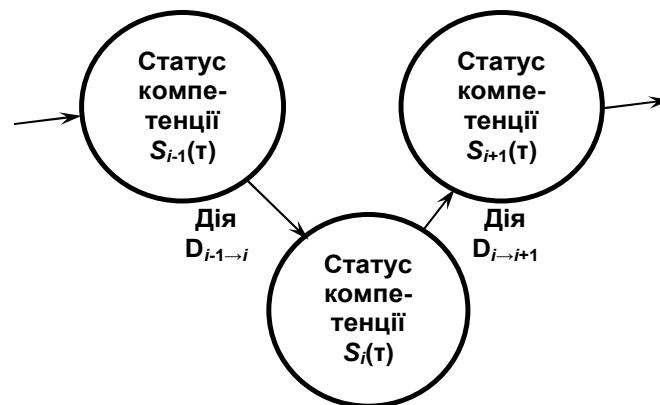 Статус
компе-
тенції
S_{i-1}(τ)
Статус
компе-
тенції
S_{i+1}(τ)
Дія
D_{i-1→i}
Дія
D_{i→i+1}
Статус
компе-
тенції
S_i(τ)